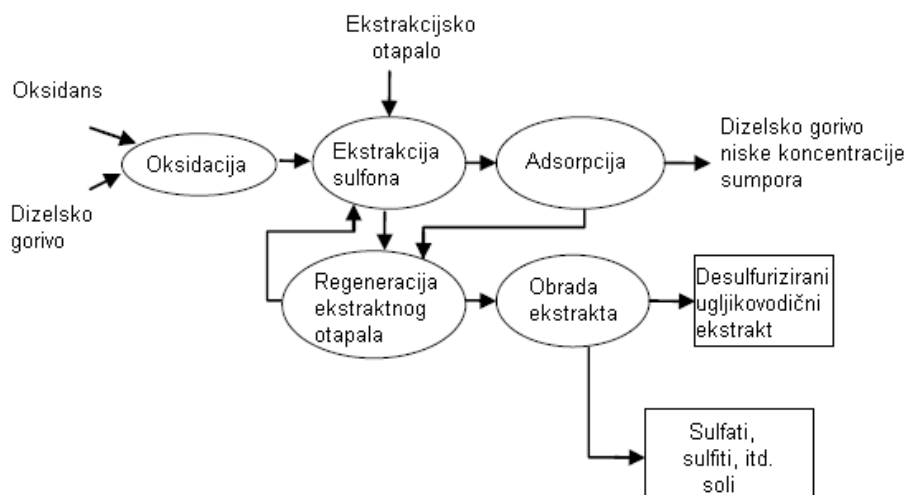 Ekstrakcijsko
otapalo
Oksidans
Oksidacija
Ekstrakcija
sulfona
Adsorpcija
Dizelsko gorivo
niske koncentracije
sumpora
Dizelsko
gorivo
Regeneracija
ekstraktnog
otapala
Obrada
ekstrakta
Desulfurizirani
ugljikovodični
ekstrakt
Sulfati,
sulfiti, itd.
soli